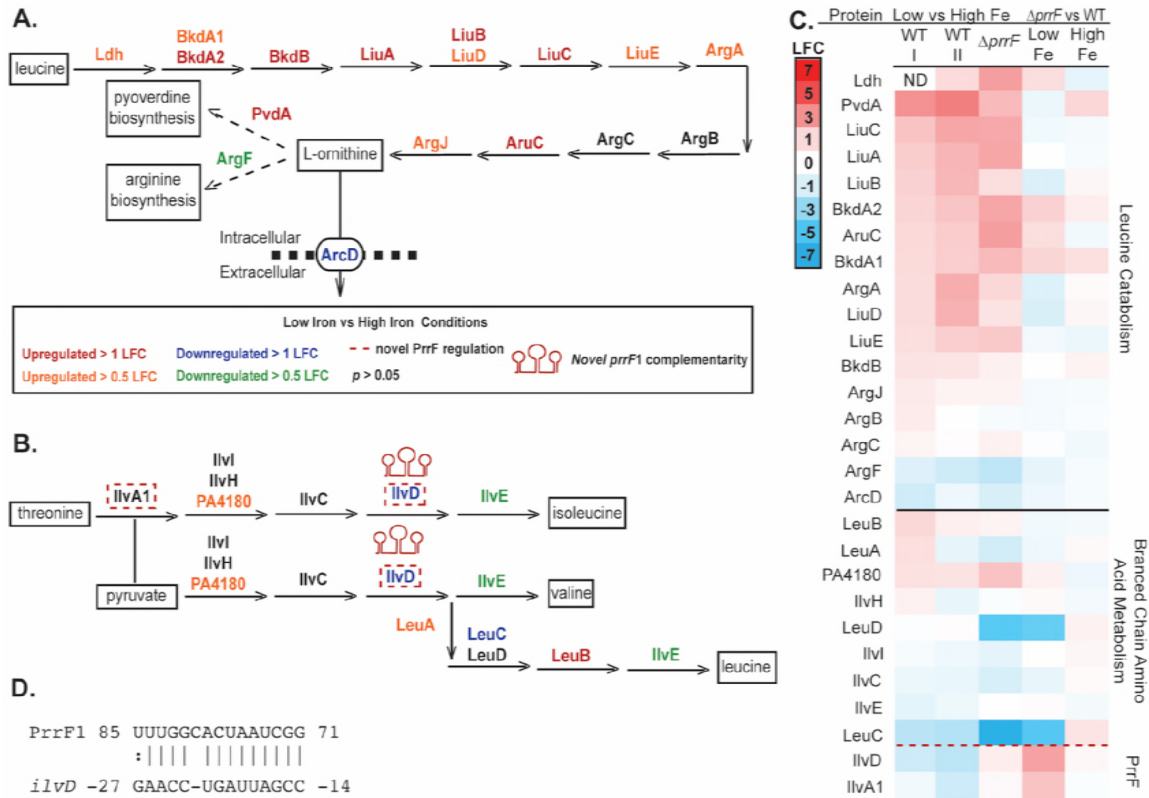 A.
leucine
Ldh
BkdA1
BkdA2
BkdB
LiuA
LiuB
LiuD
LiuC
LiuE
ArgA
pyoverdine
biosynthesis
PvdA
ArgF
arginine
biosynthesis
L-ornithine
ArgJ
AruC
ArgC
ArgB
Intracellular
ArcD
Extracellular
Low Iron vs High Iron Conditions
Upregulated > 1 LFC
Downregulated > 1 LFC
novel PrrF regulation
Novel prrF1 complementarity
Upregulated > 0.5 LFC
Downregulated > 0.5 LFC
p > 0.05
B.
threonine
IlvA1
IlvI
IlvH
PA4180
IlvC
IlvD
IlvE
isoleucine
pyruvate
IlvI
IlvH
PA4180
IlvC
IlvD
IlvE
valine
LeuA
LeuC
LeuD
LeuB
IlvE
leucine
D.
PrrF1 85 UUUGGCACUAAUCGG 71
:|||| |||||||||
ilvD -27 GAACC-UGAUUAGCC -14
C.
Protein Low vs High Fe ΔprrF vs WT
WT I WT II ΔprrF Low Fe High Fe
LFC
7
5
3
1
0
-1
-3
-5
-7
Ldh ND
PvdA
LiuC
LiuA
LiuB
BkdA2
AruC
BkdA1
ArgA
LiuD
LiuE
BkdB
ArgJ
ArgB
ArgC
ArgF
ArcD
LeuB
LeuA
PA4180
IlvH
LeuD
IlvI
IlvC
IlvE
LeuC
IlvD
IlvA1
Leucine Catabolism
Branced Chain Amino
Acid Metabolism
PrrF